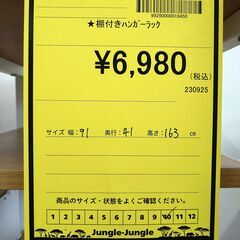 99290000018450
★棚付きハンガーラック
¥6,980
(税込)
230925
サイズ 幅: 91 奥行: 41 高さ: 163 cm
商品のサイズ・状態をよくご確認ください。
1 2 3 4 5 6 7 8 9 10 11 12
Jungle-Jungle